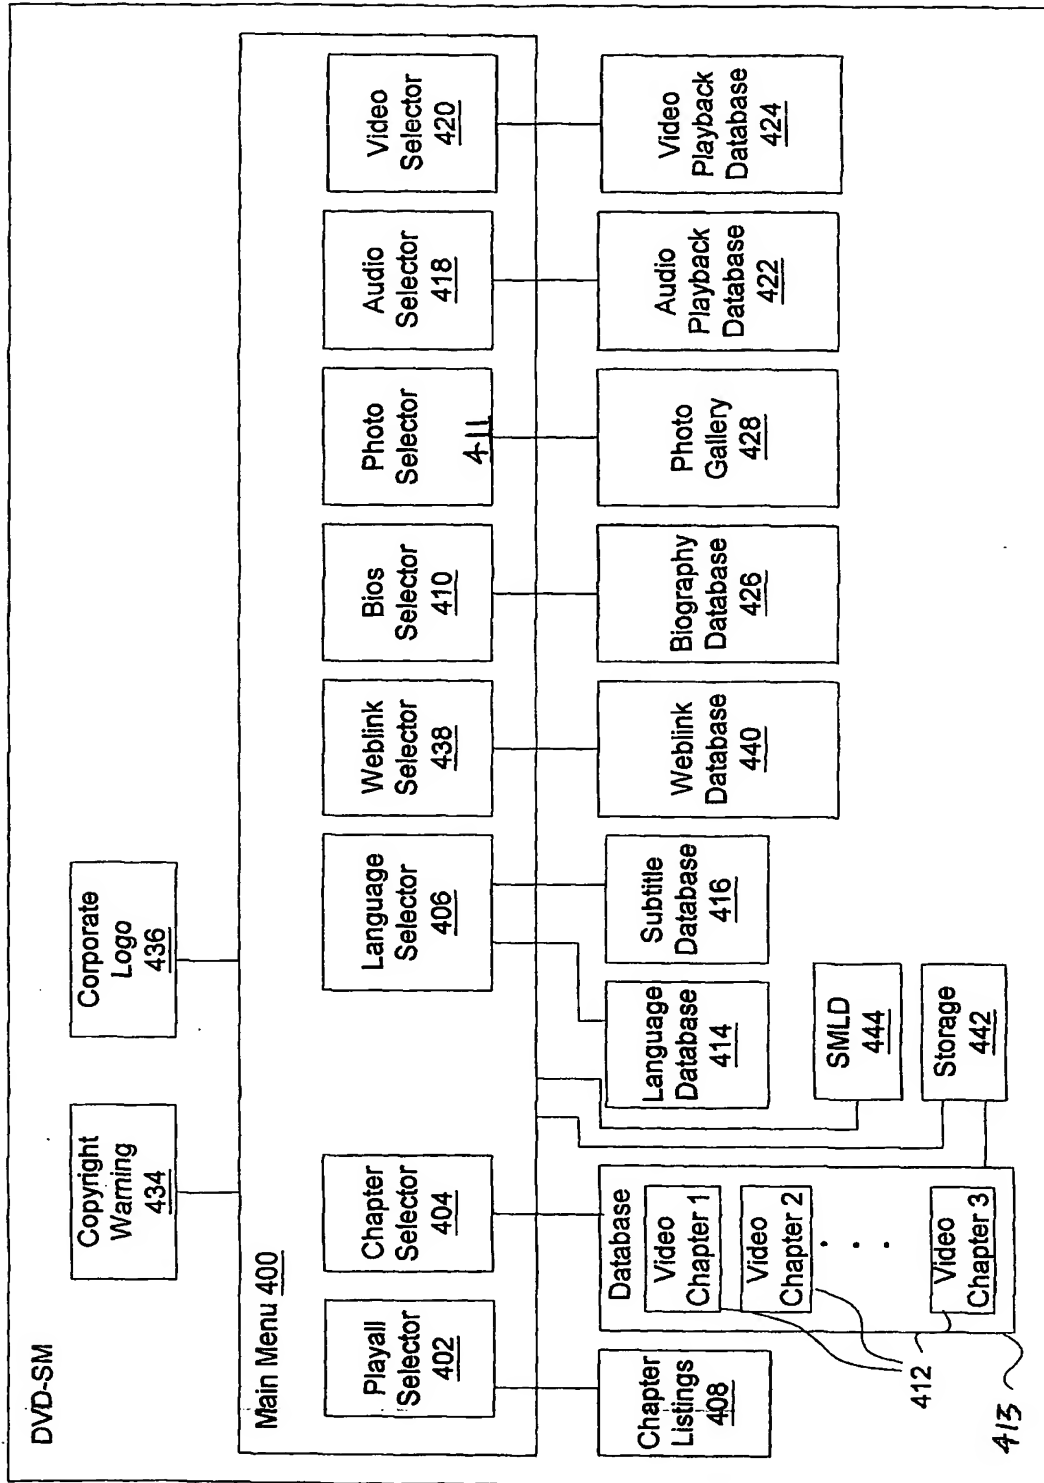 DVD-SM
Copyright
Warning
434
Corporate
Logo
436
Main Menu 400
Playall
Selector
402
Chapter
Selector
404
Language
Selector
406
Weblink
Selector
438
Bios
Selector
410
Photo
Selector
411
Audio
Selector
418
Video
Selector
420
Chapter
Listings
408
Database
Video
Chapter 1
Video
Chapter 2
. . .
Video
Chapter 3
412
413
Language
Database
414
Subtitle
Database
416
SMLD
444
Storage
442
Weblink
Database
440
Biography
Database
426
Photo
Gallery
428
Audio
Playback
Database
422
Video
Playback
Database
424